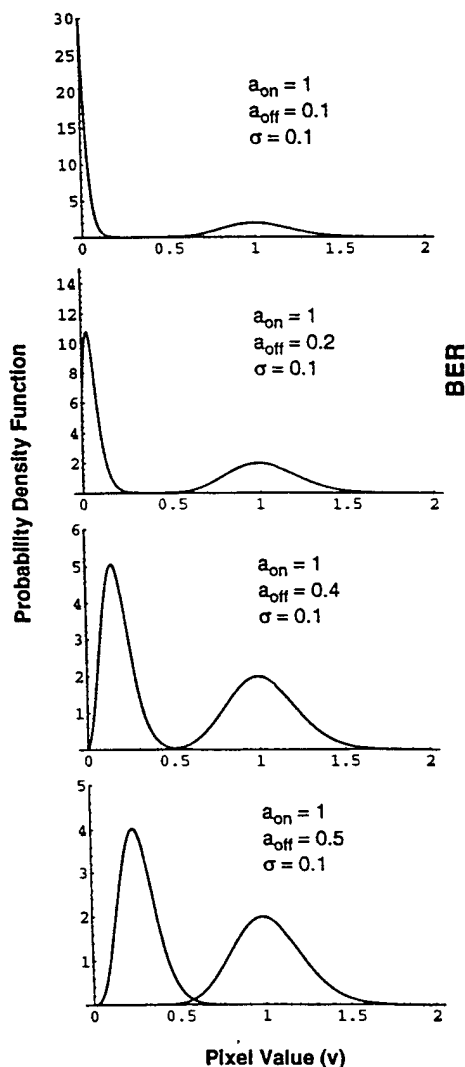 30
25
20
15
10
5
0
0.5
1
1.5
2
a_on = 1
a_off = 0.1
σ = 0.1
14
12
10
8
6
4
2
0
0.5
1
1.5
2
a_on = 1
a_off = 0.2
σ = 0.1
6
5
4
3
2
1
0
0.5
1
1.5
2
a_on = 1
a_off = 0.4
σ = 0.1
5
4
3
2
1
0
0.5
1
1.5
2
a_on = 1
a_off = 0.5
σ = 0.1
Probability Density Function
BER
Pixel Value (v)